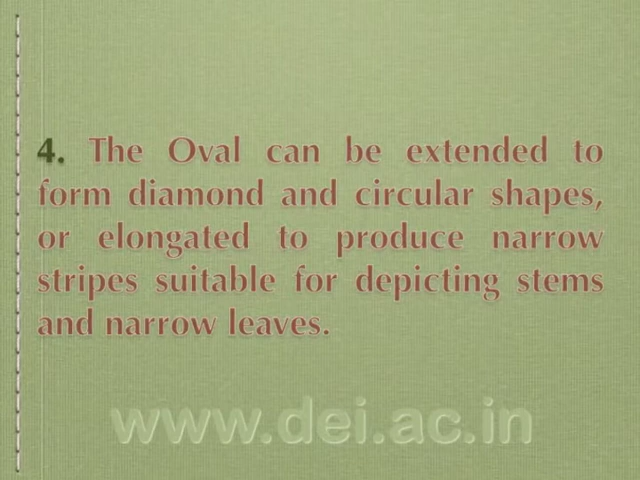 4. The Oval can be extended to
form diamond and circular shapes,
or elongated to produce narrow
stripes suitable for depicting stems
and narrow leaves.
www.dei.ac.in